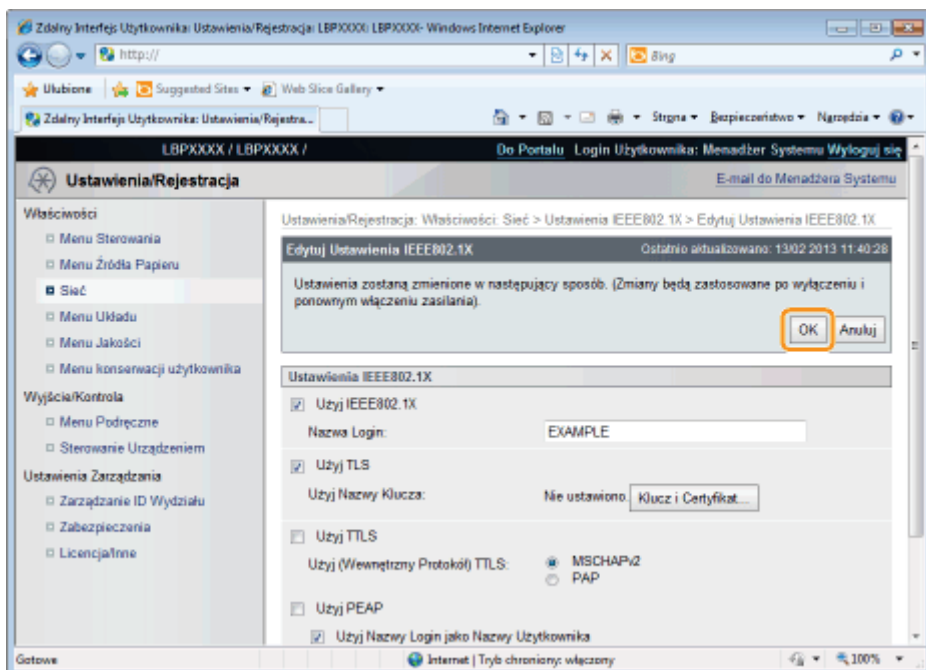 Zdalny Interfejs Użytkownika: Ustawienia/Rejestracja: LBPXXXX: LBPXXXX- Windows Internet Explorer
http://
Bing
Ulubione Suggested Sites Web Slice Gallery
Zdalny Interfejs Użytkownika: Ustawienia/Rejestra...
Strona Bezpieczeństwo Narzędzia
LBPXXXX / LBPXXXX /
Do Portalu Login Użytkownika: Menadżer Systemu Wyloguj się
Ustawienia/Rejestracja
E-mail do Menadżera Systemu
Właściwości
Menu Sterowania
Menu Źródła Papieru
Sieć
Menu Układu
Menu Jakości
Menu konserwacji użytkownika
Wyjście/Kontrola
Menu Podręczne
Sterowanie Urządzeniem
Ustawienia Zarządzania
Zarządzanie ID Wydziału
Zabezpieczenia
Licencja/Inne
Ustawienia/Rejestracja: Właściwości: Sieć > Ustawienia IEEE802.1X > Edytuj Ustawienia IEEE802.1X
Edytuj Ustawienia IEEE802.1X
Ostatnio aktualizowano: 13/02 2013 11:40:28
Ustawienia zostaną zmienione w następujący sposób. (Zmiany będą zastosowane po wyłączeniu i
ponownym włączeniu zasilania).
OK Anuluj
Ustawienia IEEE802.1X
Użyj IEEE802.1X
Nazwa Login: EXAMPLE
Użyj TLS
Użyj Nazwy Klucza: Nie ustawiono. Klucz i Certyfikat...
Użyj TTLS
Użyj (Wewnętrzny Protokół) TTLS: MSCHAPv2
PAP
Użyj PEAP
Użyj Nazwy Login jako Nazwy Użytkownika
Gotowe
Internet | Tryb chroniony: włączony
100%